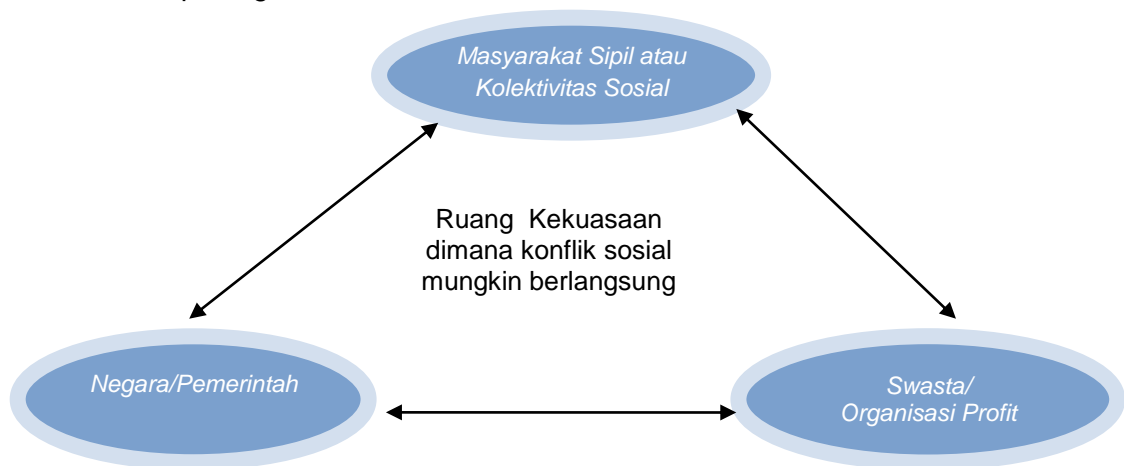 Masyarakat Sipil atau
Kolektivitas Sosial
Ruang Kekuasaan
dimana konflik sosial
mungkin berlangsung
Negara/Pemerintah
Swasta/
Organisasi Profit